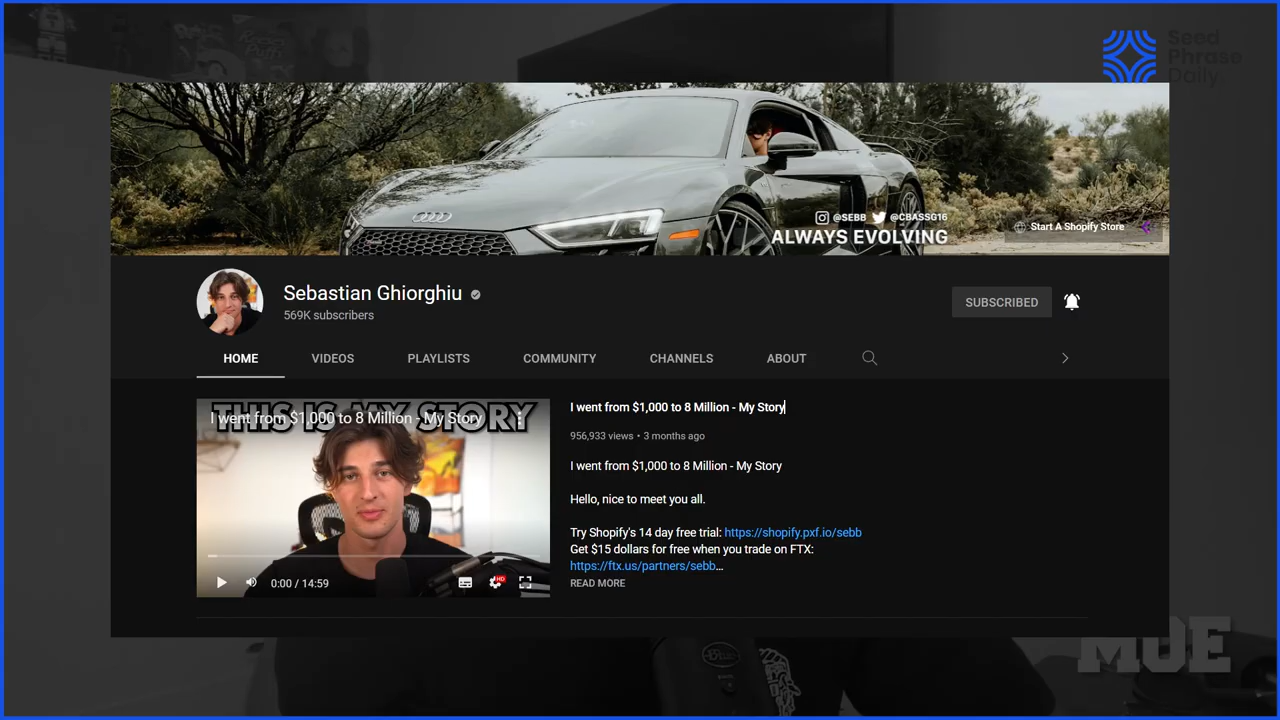 Seed
Phrase
Daily
@SEBB @CBASSG16
ALWAYS EVOLVING
Start A Shopify Store
Sebastian Ghiorghiu
569K subscribers
SUBSCRIBED
HOME VIDEOS PLAYLISTS COMMUNITY CHANNELS ABOUT
THIS IS MY STORY
I went from $1,000 to 8 Million - My Story
0:00 / 14:59
HD
I went from $1,000 to 8 Million - My Story
956,933 views • 3 months ago
I went from $1,000 to 8 Million - My Story
Hello, nice to meet you all.
Try Shopify's 14 day free trial: https://shopify.pxf.io/sebb
Get $15 dollars for free when you trade on FTX:
https://ftx.us/partners/sebb...
READ MORE
MOE
Blue